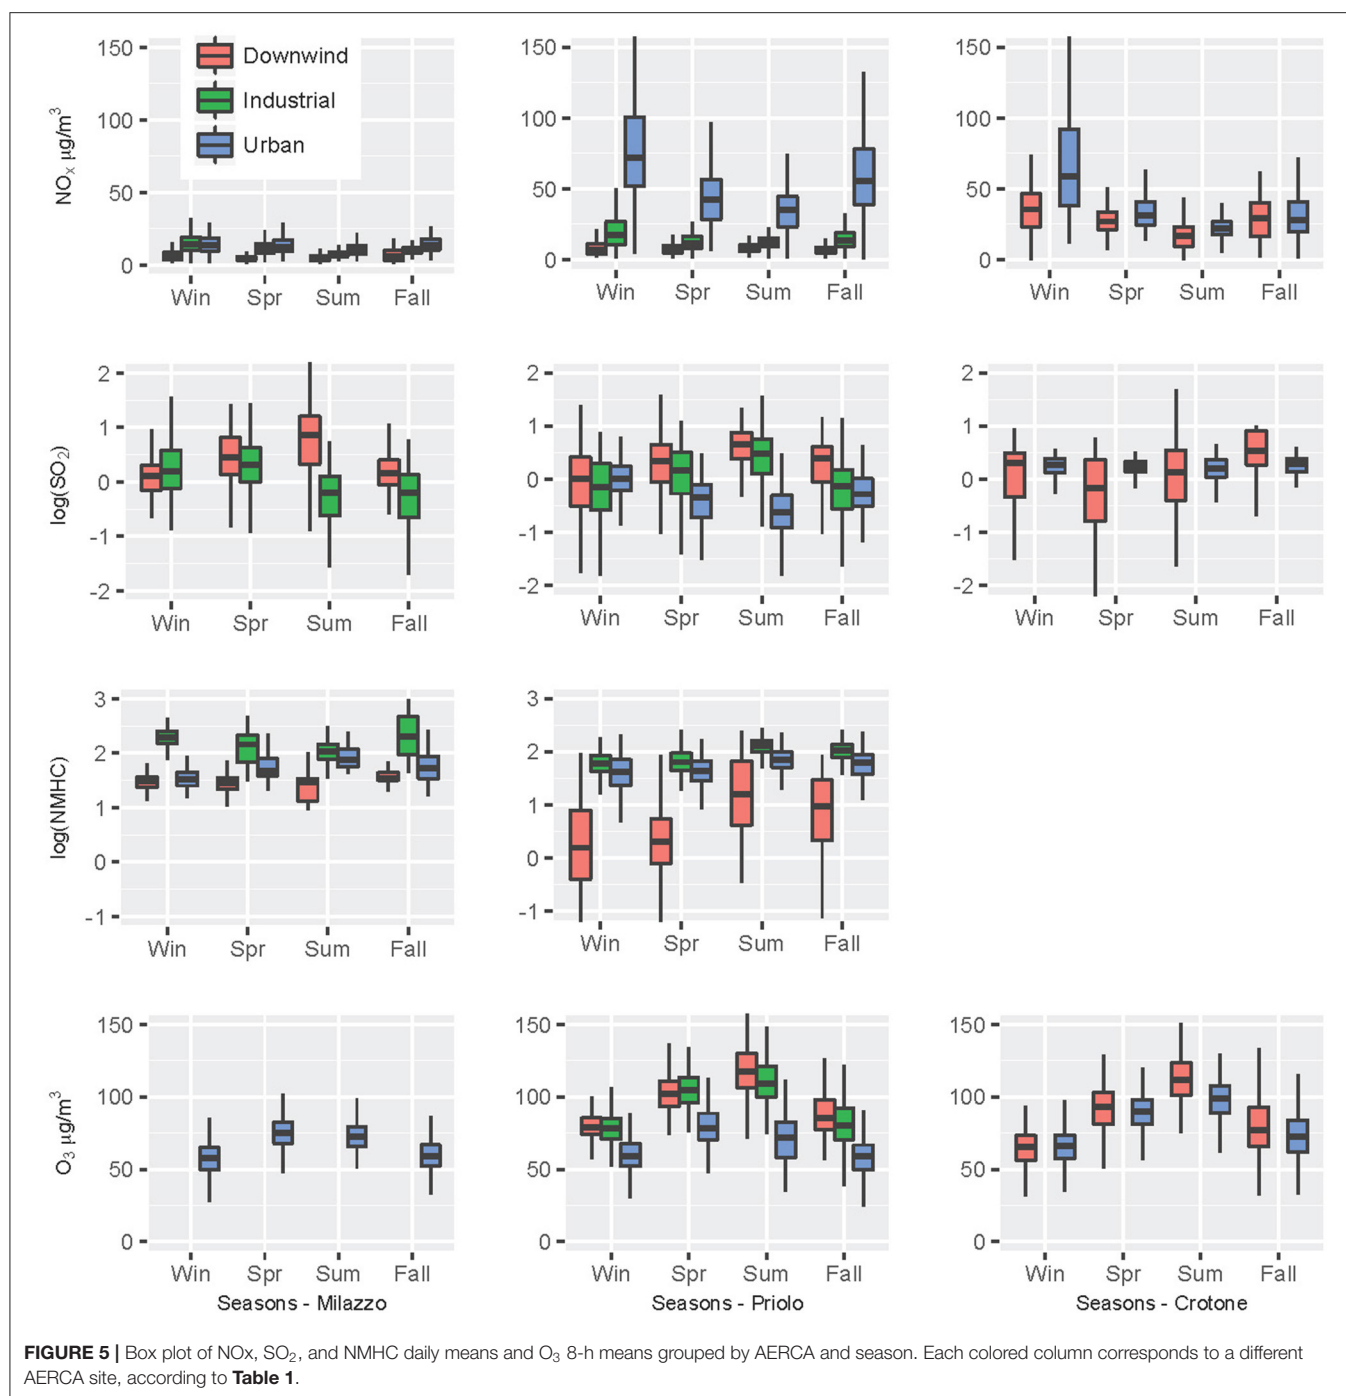 150
100
50
0
NOx µg/m³
Downwind
Industrial
Urban
Win Spr Sum Fall
150
100
50
0
Win Spr Sum Fall
150
100
50
0
Win Spr Sum Fall
2
1
0
-1
-2
log(SO₂)
Win Spr Sum Fall
2
1
0
-1
-2
Win Spr Sum Fall
2
1
0
-1
-2
Win Spr Sum Fall
3
2
1
0
-1
log(NMHC)
Win Spr Sum Fall
3
2
1
0
-1
Win Spr Sum Fall
150
100
50
0
O₃ µg/m³
Win Spr Sum Fall
Seasons - Milazzo
150
100
50
0
Win Spr Sum Fall
Seasons - Priolo
150
100
50
0
Win Spr Sum Fall
Seasons - Crotone
FIGURE 5 | Box plot of NOx, SO₂, and NMHC daily means and O₃ 8-h means grouped by AERCA and season. Each colored column corresponds to a different
AERCA site, according to Table 1.